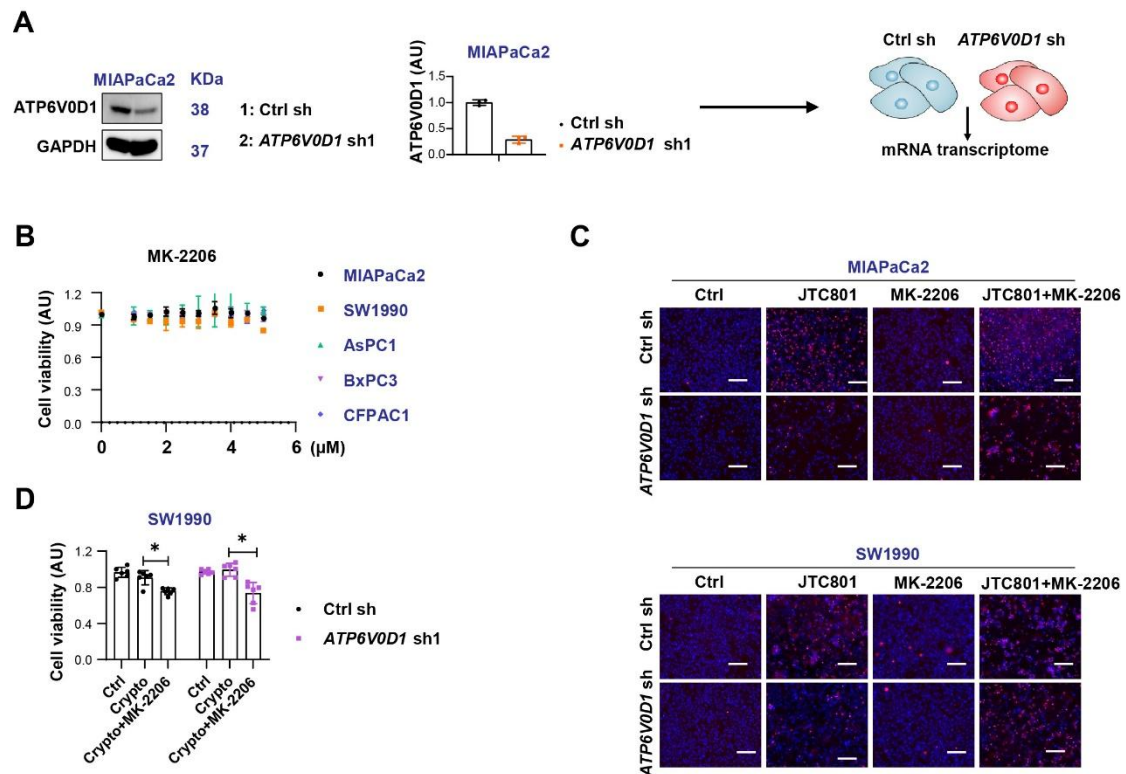 A
MIAPaCa2 KDa
ATP6V0D1 38
GAPDH 37
1: Ctrl sh
2: ATP6V0D1 sh1
MIAPaCa2
ATP6V0D1 (AU)
1.5
1.0
0.5
0.0
Ctrl sh
ATP6V0D1 sh1
Ctrl sh ATP6V0D1 sh
mRNA transcriptome
B
MK-2206
Cell viability (AU)
1.2
0.9
0.6
0.3
0.0
0 2 4 6 (μM)
MIAPaCa2
SW1990
AsPC1
BxPC3
CFPAC1
C
MIAPaCa2
Ctrl JTC801 MK-2206 JTC801+MK-2206
Ctrl sh
ATP6V0D1 sh
SW1990
Ctrl JTC801 MK-2206 JTC801+MK-2206
Ctrl sh
ATP6V0D1 sh
D
SW1990
Cell viability (AU)
1.2
0.8
0.4
0.0
* *
Ctrl
Crypto
Crypto+MK-2206
Ctrl
Crypto
Crypto+MK-2206
Ctrl sh
ATP6V0D1 sh1